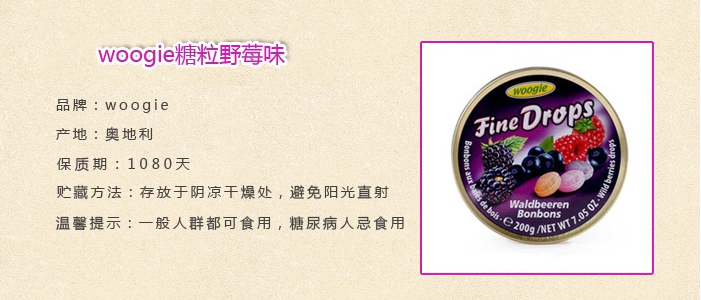 woogie糖粒野莓味
品牌：woogie
产地：奥地利
保质期：1080天
贮藏方法：存放于阴凉干燥处，避免阳光直射
温馨提示：一般人群都可食用，糖尿病人忌食用
woogie
Fine Drops
Waldbeeren
Bonbons
Bonbons aux baies de bois - ℮ 200g / NET WT 7.05 OZ - Wild berries drops